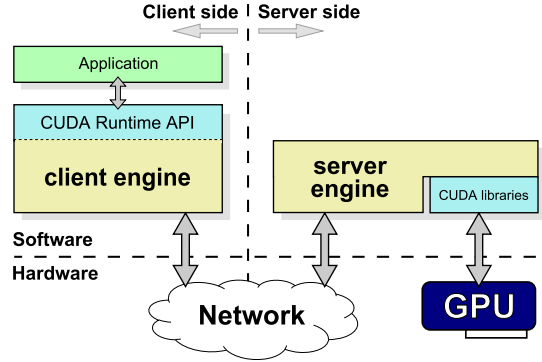 Client side
Server side
Application
CUDA Runtime API
client engine
server
engine
CUDA libraries
Software
Hardware
Network
GPU